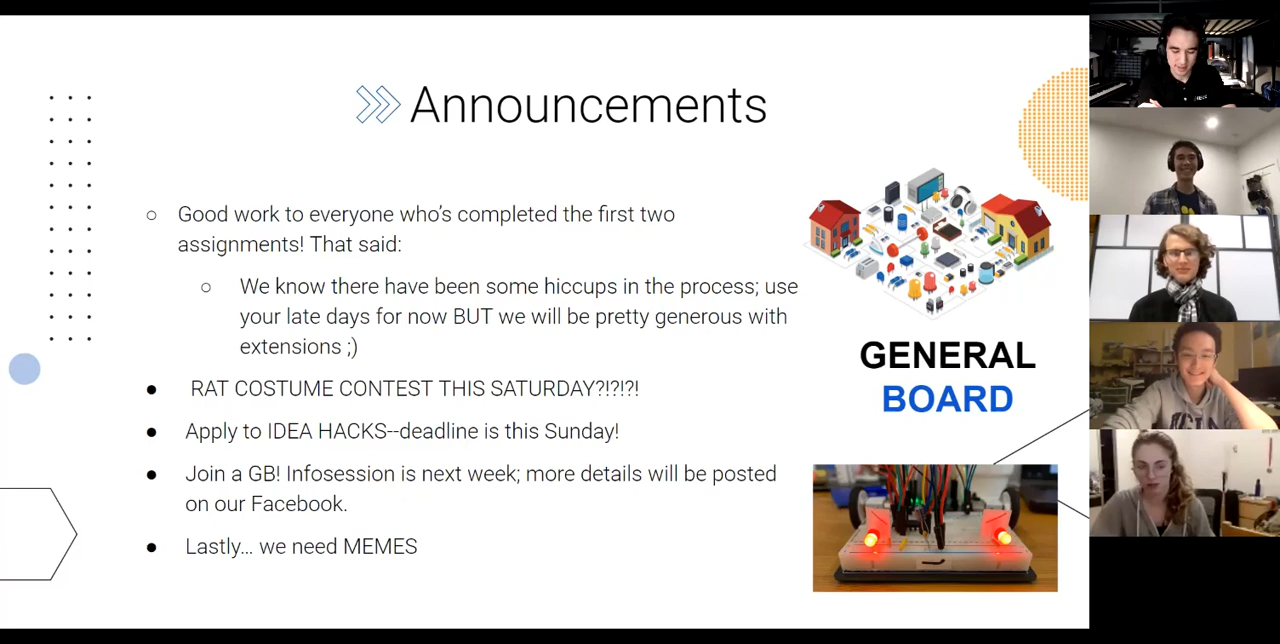 Announcements
Good work to everyone who's completed the first two
assignments! That said:
We know there have been some hiccups in the process; use
your late days for now BUT we will be pretty generous with
extensions ;)
RAT COSTUME CONTEST THIS SATURDAY?!?!?!
Apply to IDEA HACKS--deadline is this Sunday!
Join a GB! Infosession is next week; more details will be posted
on our Facebook.
Lastly… we need MEMES
GENERAL
BOARD